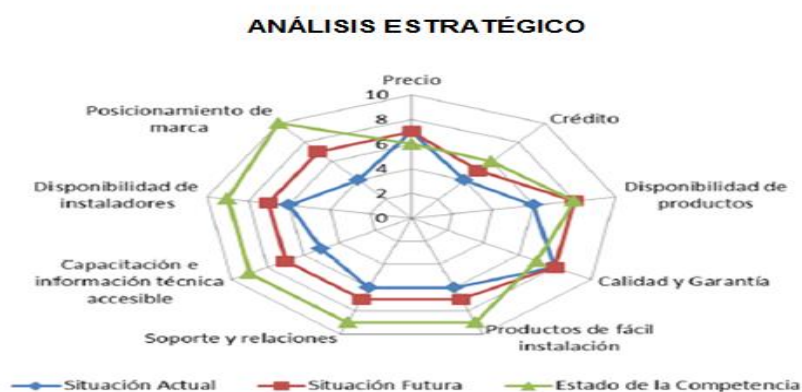 ANÁLISIS ESTRATÉGICO
Precio
10
8
6
4
2
0
Crédito
Disponibilidad de
productos
Calidad y Garantía
Productos de fácil
instalación
Soporte y relaciones
Capacitación e
información técnica
accesible
Disponibilidad de
instaladores
Posicionamiento de
marca
Situación Actual
Situación Futura
Estado de la Competencia